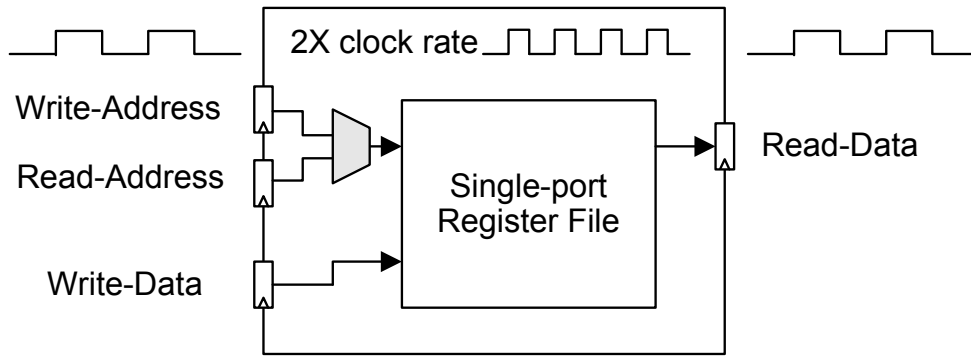 2X clock rate
Write-Address
Read-Address
Write-Data
Single-port
Register File
Read-Data